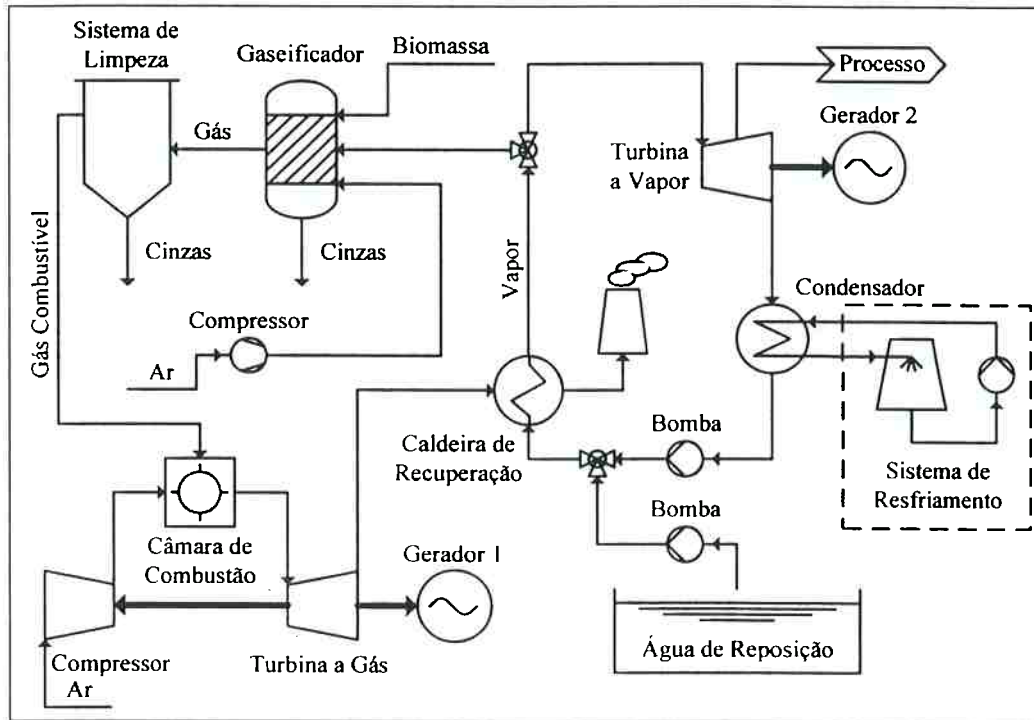 Sistema de
Limpeza
Gaseificador
Biomassa
Processo
Gerador 2
Gás
Turbina
a Vapor
Cinzas
Cinzas
Vapor
Gás Combustível
Compressor
Ar
Condensador
Caldeira de
Recuperação
Bomba
Sistema de
Resfriamento
Bomba
Câmara de
Combustão
Gerador 1
Compressor
Ar
Turbina a Gás
Água de Reposição